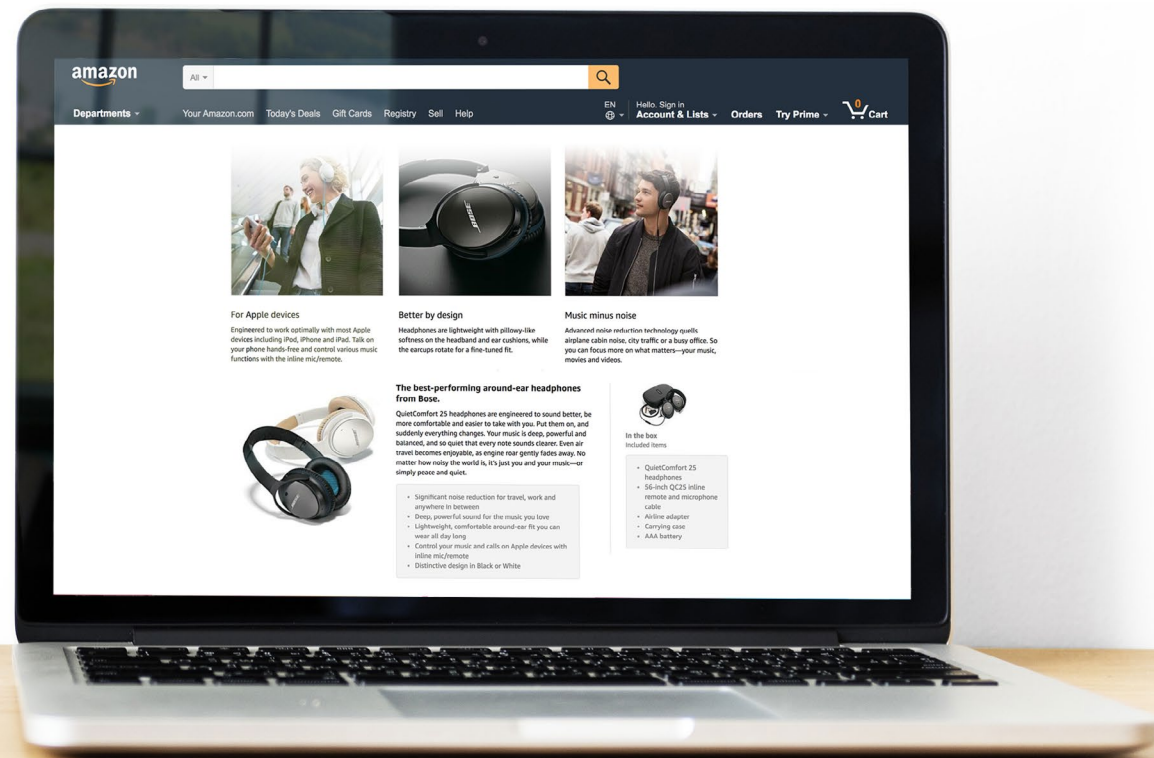 amazon
All
Departments
Your Amazon.com Today's Deals Gift Cards Registry Sell Help
EN
Hello. Sign in
Account & Lists
Orders
Try Prime
0
Cart
BOSE
For Apple devices
Engineered to work optimally with most Apple
devices including iPod, iPhone and iPad. Talk on
your phone hands-free and control various music
functions with the inline mic/remote.
Better by design
Headphones are lightweight with pillowy-like
softness on the headband and ear cushions, while
the earcups rotate for a fine-tuned fit.
Music minus noise
Advanced noise reduction technology quells
airplane cabin noise, city traffic or a busy office. So
you can focus more on what matters—your music,
movies and videos.
The best-performing around-ear headphones
from Bose.
QuietComfort 25 headphones are engineered to sound better, be
more comfortable and easier to take with you. Put them on, and
suddenly everything changes. Your music is deep, powerful and
balanced, and so quiet that every note sounds clearer. Even air
travel becomes enjoyable, as engine roar gently fades away. No
matter how noisy the world is, it's just you and your music—or
simply peace and quiet.
• Significant noise reduction for travel, work and
anywhere in between
• Deep, powerful sound for the music you love
• Lightweight, comfortable around-ear fit you can
wear all day long
• Control your music and calls on Apple devices with
inline mic/remote
• Distinctive design in Black or White
In the box
Included items
• QuietComfort 25
headphones
• 56-inch QC25 inline
remote and microphone
cable
• Airline adapter
• Carrying case
• AAA battery